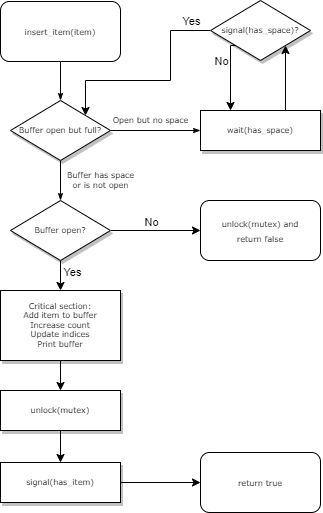 insert_item(item)
Yes
signal(has_space)?
No
Buffer open but full?
Open but no space
wait(has_space)
Buffer has space
or is not open
Buffer open?
No
unlock(mutex) and
return false
Yes
Critical section:
Add item to buffer
Increase count
Update indices
Print buffer
unlock(mutex)
signal(has_item)
return true